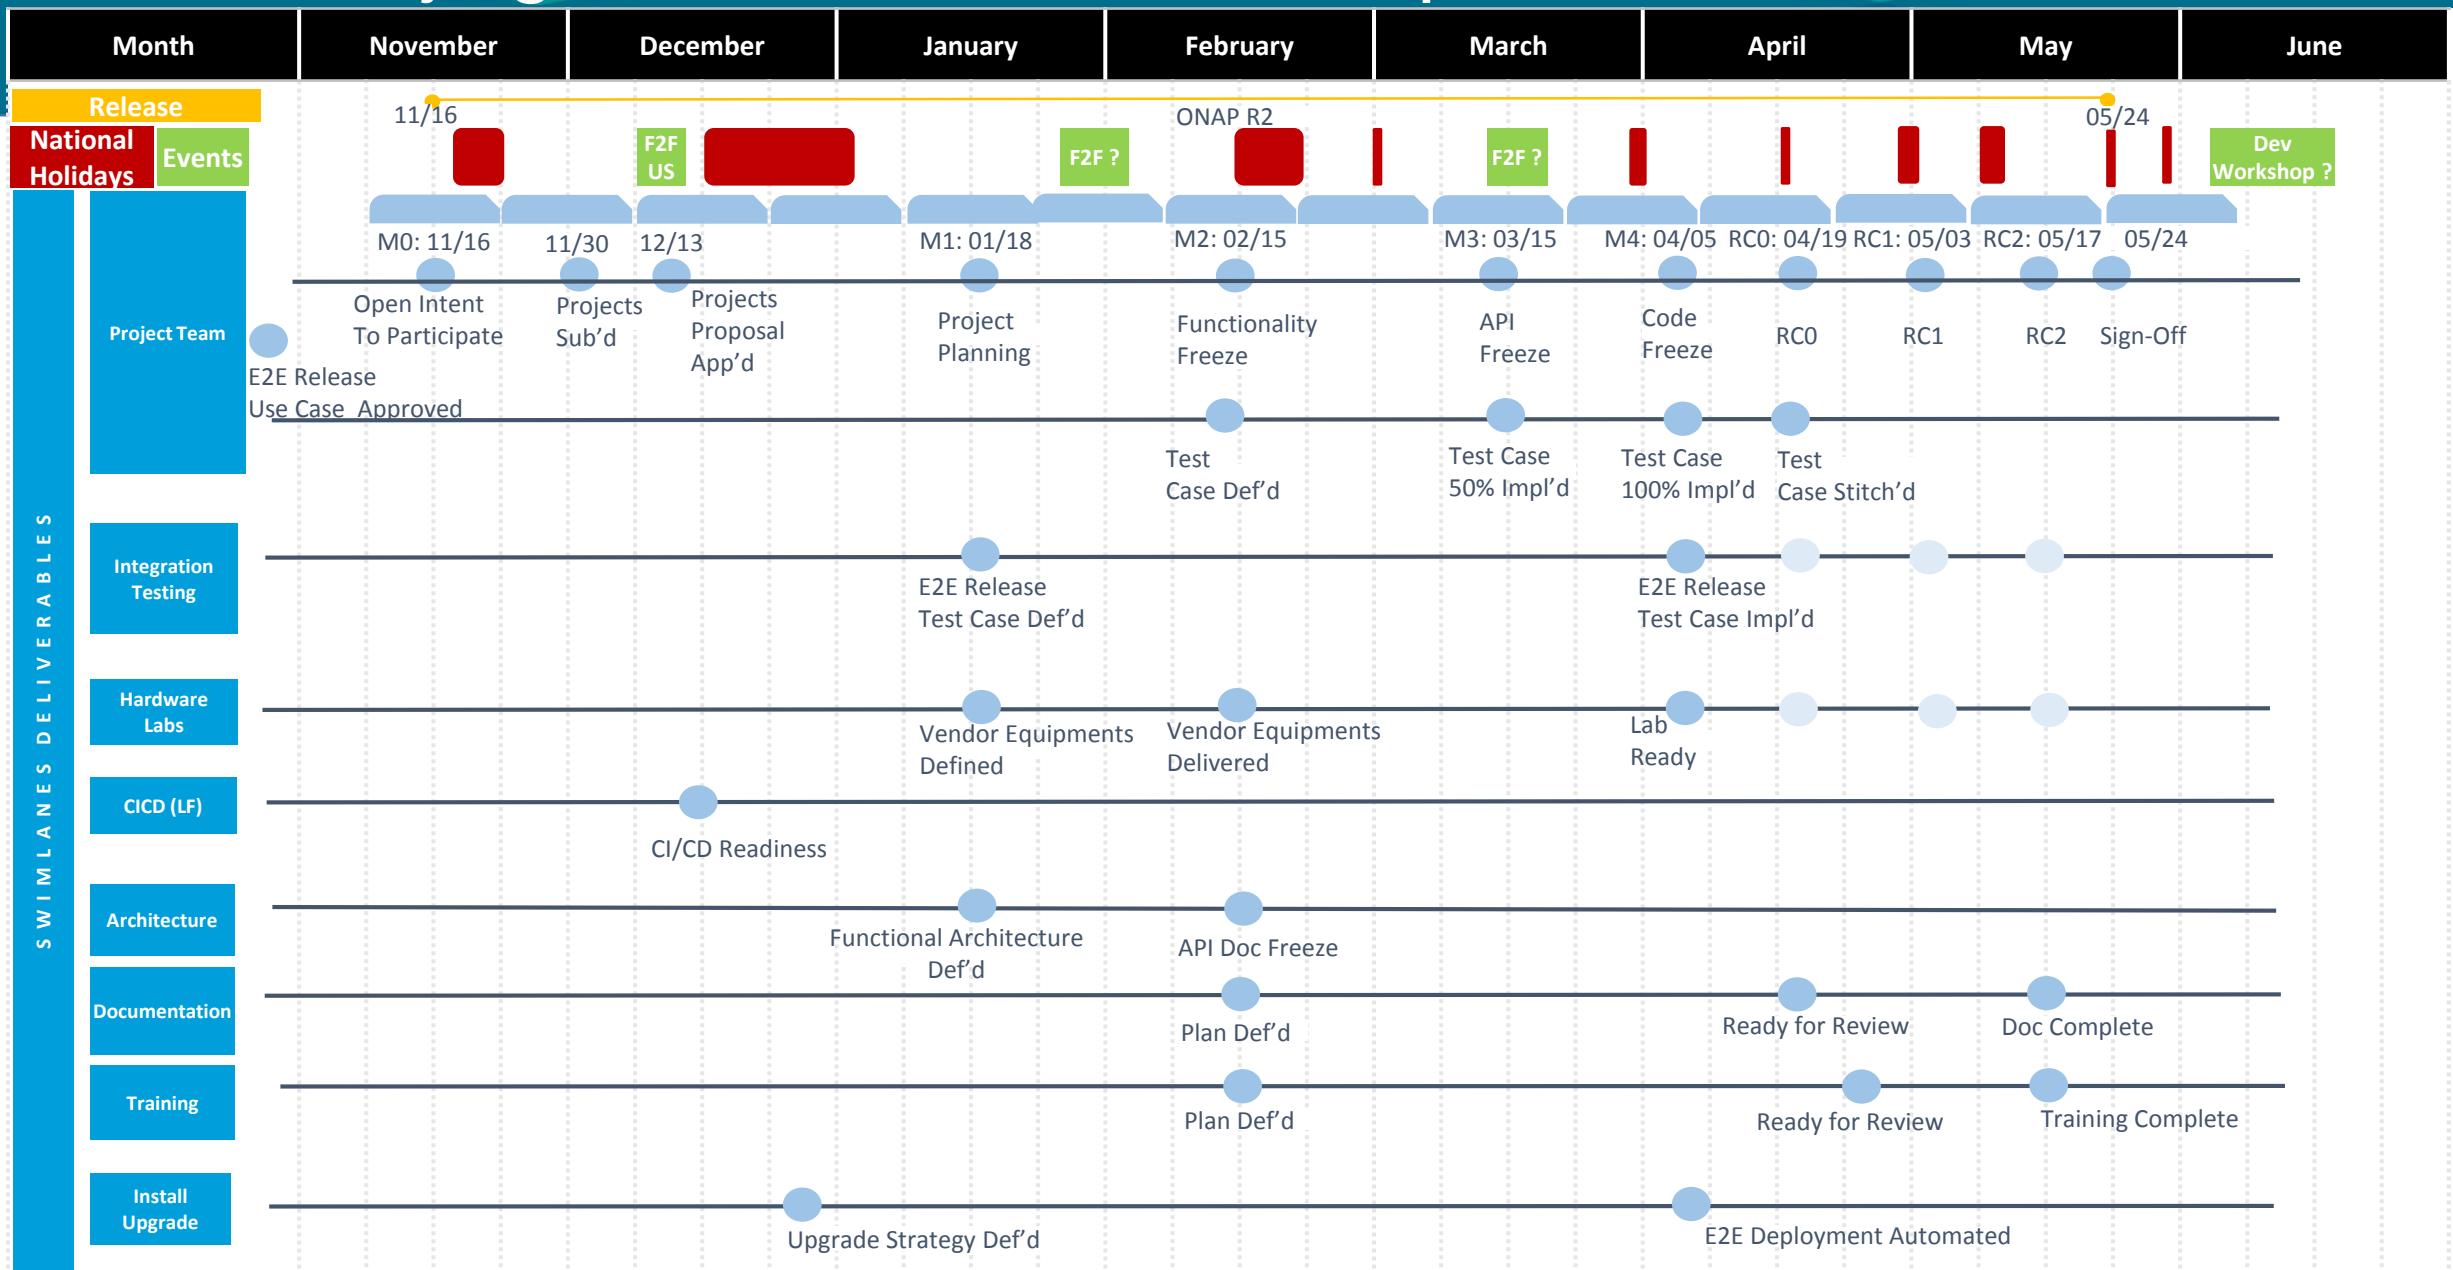 Month November December January February March April May June
Release
11/16
ONAP R2
05/24
National
Holidays
Events
F2F
US
F2F ?
F2F ?
Dev
Workshop ?
SWIMLANES DELIVERABLES
Project Team
M0: 11/16
11/30
12/13
M1: 01/18
M2: 02/15
M3: 03/15
M4: 04/05
RC0: 04/19
RC1: 05/03
RC2: 05/17
05/24
Open Intent
To Participate
Projects
Sub’d
Projects
Proposal
App’d
Project
Planning
Functionality
Freeze
API
Freeze
Code
Freeze
RC0
RC1
RC2
Sign-Off
E2E Release
Use Case Approved
Test
Case Def’d
Test Case
50% Impl’d
Test Case
100% Impl’d
Test
Case Stitch’d
Integration
Testing
E2E Release
Test Case Def’d
E2E Release
Test Case Impl’d
Hardware
Labs
Vendor Equipments
Defined
Vendor Equipments
Delivered
Lab
Ready
CICD (LF)
CI/CD Readiness
Architecture
Functional Architecture
Def’d
API Doc Freeze
Documentation
Plan Def’d
Ready for Review
Doc Complete
Training
Plan Def’d
Ready for Review
Training Complete
Install
Upgrade
Upgrade Strategy Def’d
E2E Deployment Automated